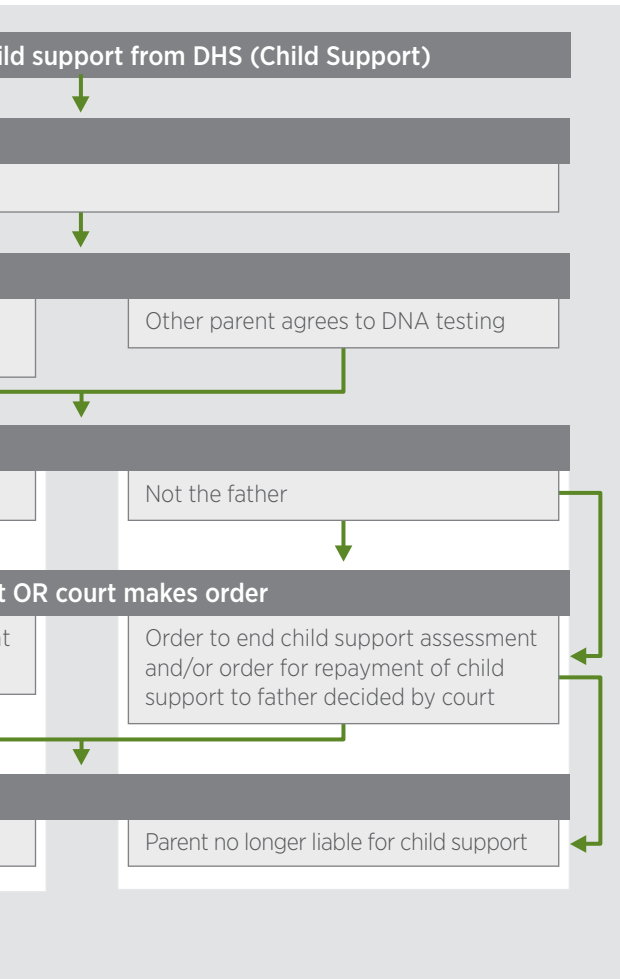 support from DHS (Child Support)
Other parent agrees to DNA testing
Not the father
OR court makes order
Order to end child support assessment
and/or order for repayment of child
support to father decided by court
Parent no longer liable for child support